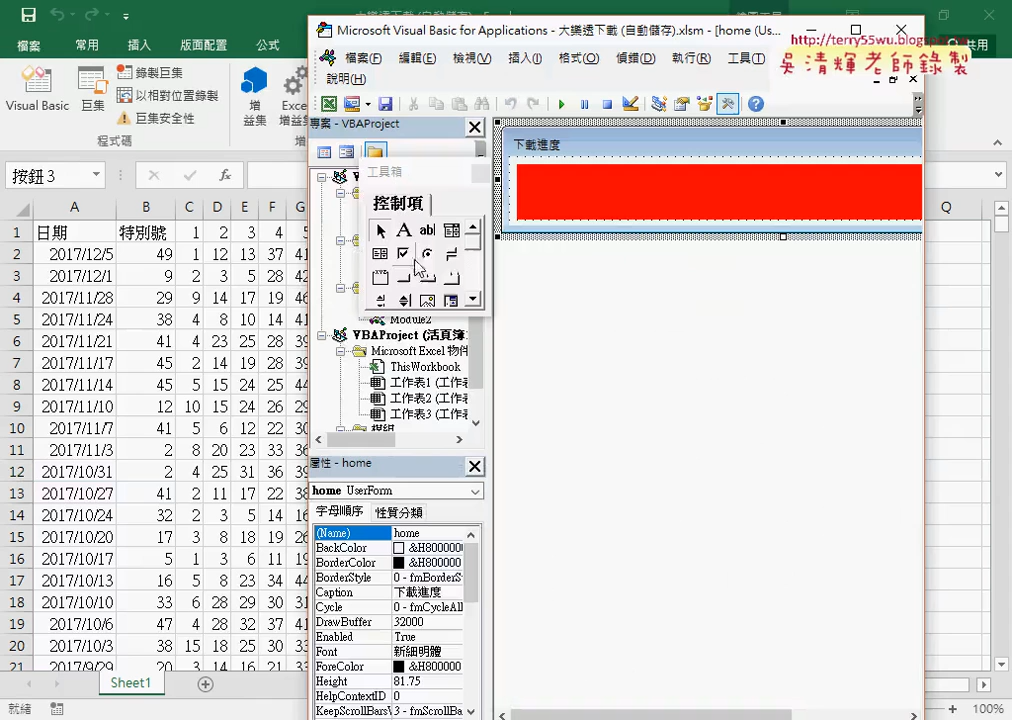 檔案
常用
插入
版面配置
公式
共用
Visual Basic
巨集
錄製巨集
以相對位置錄製
巨集安全性
程式碼
增
益集
Excel
增益集
按鈕 3
fx
Microsoft Visual Basic for Applications - 大樂透下載 (自動儲存).xlsm - [home (Us...
檔案(F)
編輯(E)
檢視(V)
插入(I)
格式(O)
偵錯(D)
執行(R)
工具(T)
說明(H)
http://terry55wu.blogspot.tw
吳清輝老師錄製
專案 - VBAProject
工具箱
控制項
Module2
VBAProject (活頁簿
Microsoft Excel 物件
ThisWorkbook
工作表1 (工作表
工作表2 (工作表
工作表3 (工作表
模組
下載進度
屬性 - home
home UserForm
字母順序
性質分類
(Name) home
BackColor &H800000
BorderColor &H800000
BorderStyle 0 - fmBorderS
Caption 下載進度
Cycle 0 - fmCycleAll
DrawBuffer 32000
Enabled True
Font 新細明體
ForeColor &H800000
Height 81.75
HelpContextID 0
KeepScrollBarsV 3 - fmScrollBar
A B C D E F G Q
1 日期 特別號 1 2 3 4 5
2 2017/12/5 49 1 12 13 37 41
3 2017/12/1 9 2 3 5 28 42
4 2017/11/28 29 9 14 17 19 46
5 2017/11/24 38 4 8 10 14 41
6 2017/11/21 41 4 23 25 28 38
7 2017/11/17 45 2 14 19 28 39
8 2017/11/14 45 5 15 24 25 44
9 2017/11/10 12 10 15 24 26 29
10 2017/11/7 41 5 6 12 22 30
11 2017/11/3 2 8 20 23 33 36
12 2017/10/31 2 4 25 31 36 39
13 2017/10/27 41 2 11 17 22 38
14 2017/10/24 32 2 3 5 14 16
15 2017/10/20 17 3 8 18 19 26
16 2017/10/17 5 1 3 6 11 19
17 2017/10/13 16 5 8 23 34 44
18 2017/10/10 33 6 28 29 30 31
19 2017/10/6 47 4 28 32 37 41
20 2017/10/3 38 15 18 25 30 33
21 2017/9/29 20 3 14 16 21 33
Sheet1
就緒
100%